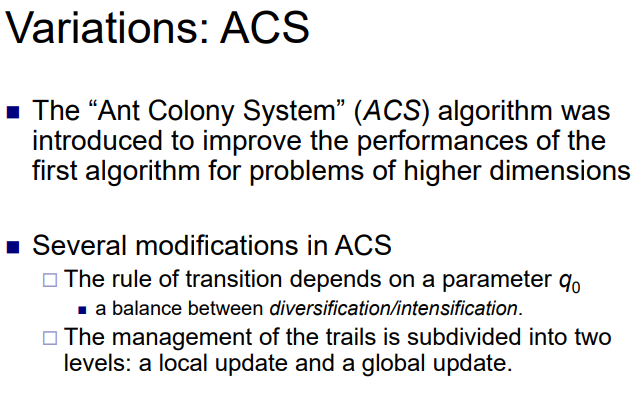 Variations: ACS
The “Ant Colony System” (ACS) algorithm was
introduced to improve the performances of the
first algorithm for problems of higher dimensions
Several modifications in ACS
The rule of transition depends on a parameter q0
a balance between diversification/intensification.
The management of the trails is subdivided into two
levels: a local update and a global update.